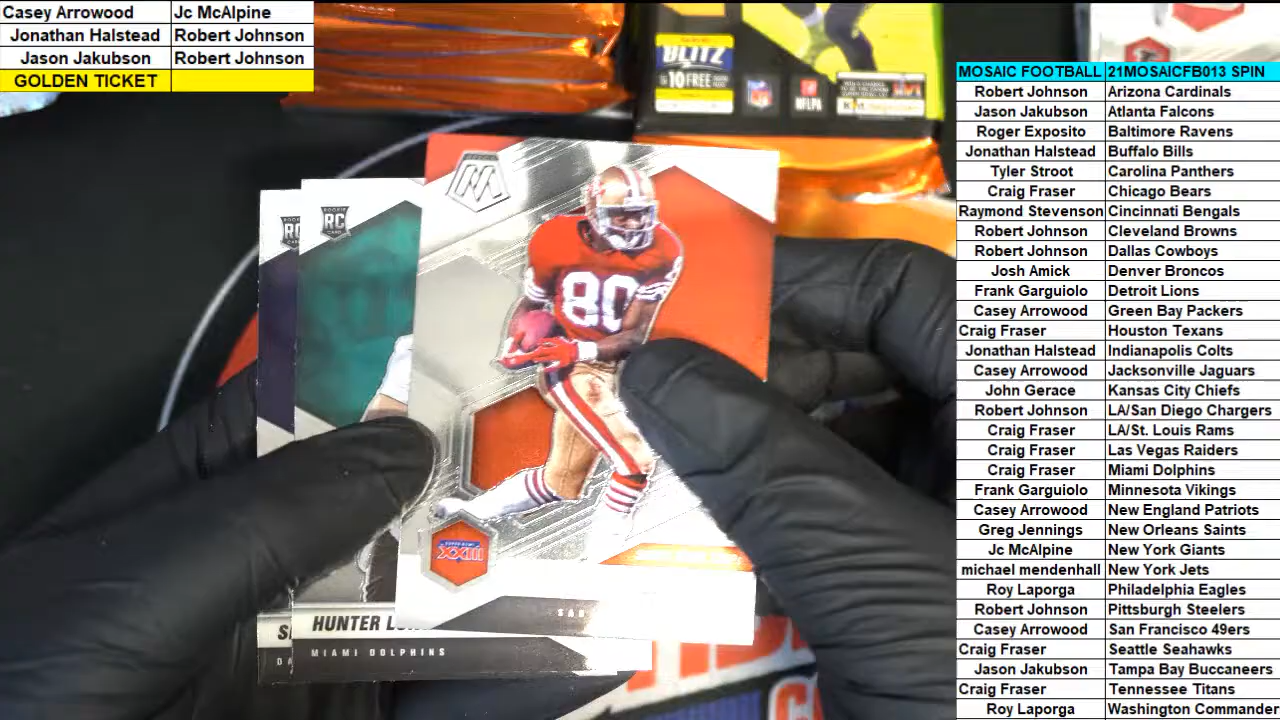 Casey Arrowood Jc McAlpine
Jonathan Halstead Robert Johnson
Jason Jakubson Robert Johnson
GOLDEN TICKET
BLITZ
10 FREE
NFL
NFLPA
MOSAIC FOOTBALL 21MOSAICFB013 SPIN
Robert Johnson Arizona Cardinals
Jason Jakubson Atlanta Falcons
Roger Exposito Baltimore Ravens
Jonathan Halstead Buffalo Bills
Tyler Stroot Carolina Panthers
Craig Fraser Chicago Bears
Raymond Stevenson Cincinnati Bengals
Robert Johnson Cleveland Browns
Robert Johnson Dallas Cowboys
Josh Amick Denver Broncos
Frank Garguiolo Detroit Lions
Casey Arrowood Green Bay Packers
Craig Fraser Houston Texans
Jonathan Halstead Indianapolis Colts
Casey Arrowood Jacksonville Jaguars
John Gerace Kansas City Chiefs
Robert Johnson LA/San Diego Chargers
Craig Fraser LA/St. Louis Rams
Craig Fraser Las Vegas Raiders
Craig Fraser Miami Dolphins
Frank Garguiolo Minnesota Vikings
Casey Arrowood New England Patriots
Greg Jennings New Orleans Saints
Jc McAlpine New York Giants
michael mendenhall New York Jets
Roy Laporga Philadelphia Eagles
Robert Johnson Pittsburgh Steelers
Casey Arrowood San Francisco 49ers
Craig Fraser Seattle Seahawks
Jason Jakubson Tampa Bay Buccaneers
Craig Fraser Tennessee Titans
Roy Laporga Washington Commander
RC
RC
80
XXIII
SAN
HUNTER
MIAMI DOLPHINS